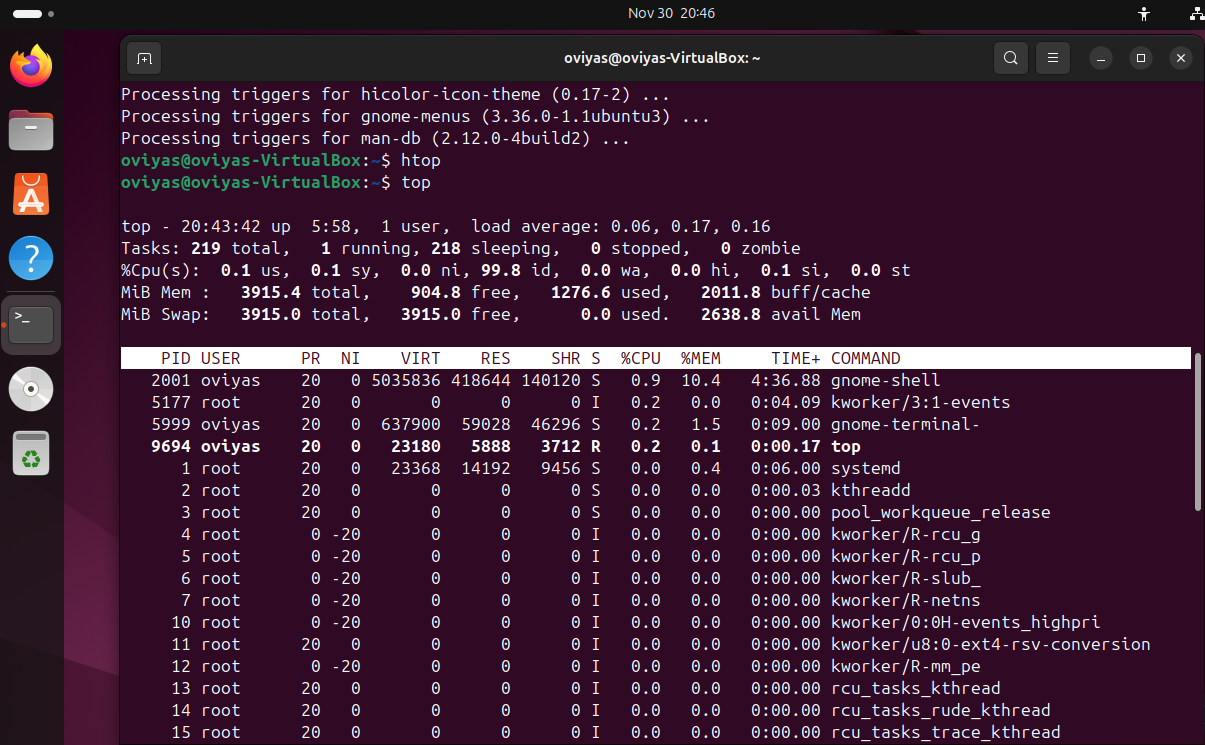 Nov 30 20:46
oviyas@oviyas-VirtualBox: ~
Processing triggers for hicolor-icon-theme (0.17-2) ...
Processing triggers for gnome-menus (3.36.0-1.1ubuntu3) ...
Processing triggers for man-db (2.12.0-4build2) ...
oviyas@oviyas-VirtualBox:~$ htop
oviyas@oviyas-VirtualBox:~$ top
top - 20:43:42 up  5:58,  1 user,  load average: 0.06, 0.17, 0.16
Tasks: 219 total,   1 running, 218 sleeping,   0 stopped,   0 zombie
%Cpu(s):  0.1 us,  0.1 sy,  0.0 ni, 99.8 id,  0.0 wa,  0.0 hi,  0.1 si,  0.0 st
MiB Mem :   3915.4 total,    904.8 free,   1276.6 used,   2011.8 buff/cache
MiB Swap:   3915.0 total,   3915.0 free,      0.0 used.   2638.8 avail Mem
PID USER      PR  NI    VIRT    RES    SHR S  %CPU  %MEM     TIME+ COMMAND
2001 oviyas    20   0 5035836 418644 140120 S   0.9  10.4   4:36.88 gnome-shell
5177 root      20   0       0      0      0 I   0.2   0.0   0:04.09 kworker/3:1-events
5999 oviyas    20   0  637900  59028  46296 S   0.2   1.5   0:09.00 gnome-terminal-
9694 oviyas    20   0   23180   5888   3712 R   0.2   0.1   0:00.17 top
1 root      20   0   23368  14192   9456 S   0.0   0.4   0:06.00 systemd
2 root      20   0       0      0      0 S   0.0   0.0   0:00.03 kthreadd
3 root      20   0       0      0      0 S   0.0   0.0   0:00.00 pool_workqueue_release
4 root       0 -20       0      0      0 I   0.0   0.0   0:00.00 kworker/R-rcu_g
5 root       0 -20       0      0      0 I   0.0   0.0   0:00.00 kworker/R-rcu_p
6 root       0 -20       0      0      0 I   0.0   0.0   0:00.00 kworker/R-slub_
7 root       0 -20       0      0      0 I   0.0   0.0   0:00.00 kworker/R-netns
10 root       0 -20       0      0      0 I   0.0   0.0   0:00.00 kworker/0:0H-events_highpri
11 root      20   0       0      0      0 I   0.0   0.0   0:00.00 kworker/u8:0-ext4-rsv-conversion
12 root       0 -20       0      0      0 I   0.0   0.0   0:00.00 kworker/R-mm_pe
13 root      20   0       0      0      0 I   0.0   0.0   0:00.00 rcu_tasks_kthread
14 root      20   0       0      0      0 I   0.0   0.0   0:00.00 rcu_tasks_rude_kthread
15 root      20   0       0      0      0 I   0.0   0.0   0:00.00 rcu_tasks_trace_kthread